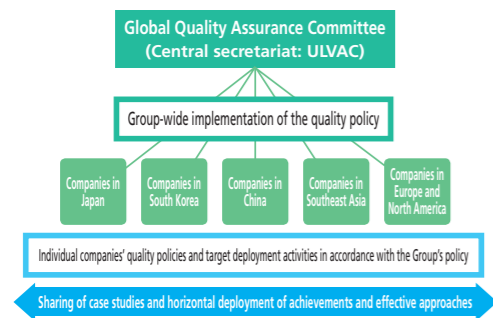 Global Quality Assurance Committee
(Central secretariat: ULVAC)
Group-wide implementation of the quality policy
Companies in
Japan
Companies in
South Korea
Companies in
China
Companies in
Southeast Asia
Companies in
Europe and
North America
Individual companies' quality policies and target deployment activities in accordance with the Group's policy
Sharing of case studies and horizontal deployment of achievements and effective approaches